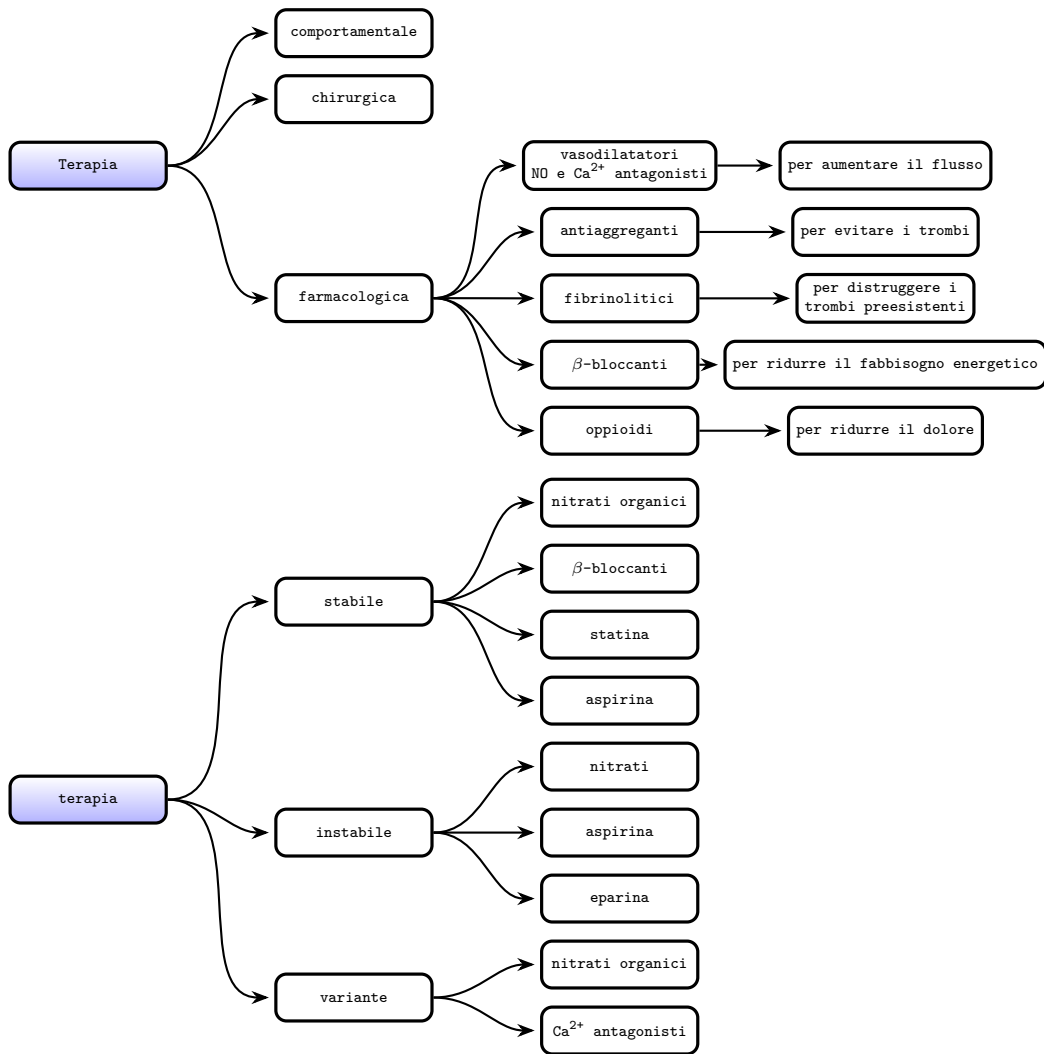 comportamentale
chirurgica
Terapia
vasodilatatori
NO e Ca²⁺ antagonisti
per aumentare il flusso
antiaggreganti
per evitare i trombi
farmacologica
fibrinolitici
per distruggere i
trombi preesistenti
β-bloccanti
per ridurre il fabbisogno energetico
oppioidi
per ridurre il dolore
nitrati organici
β-bloccanti
stabile
statina
aspirina
nitrati
terapia
instabile
aspirina
eparina
nitrati organici
variante
Ca²⁺ antagonisti